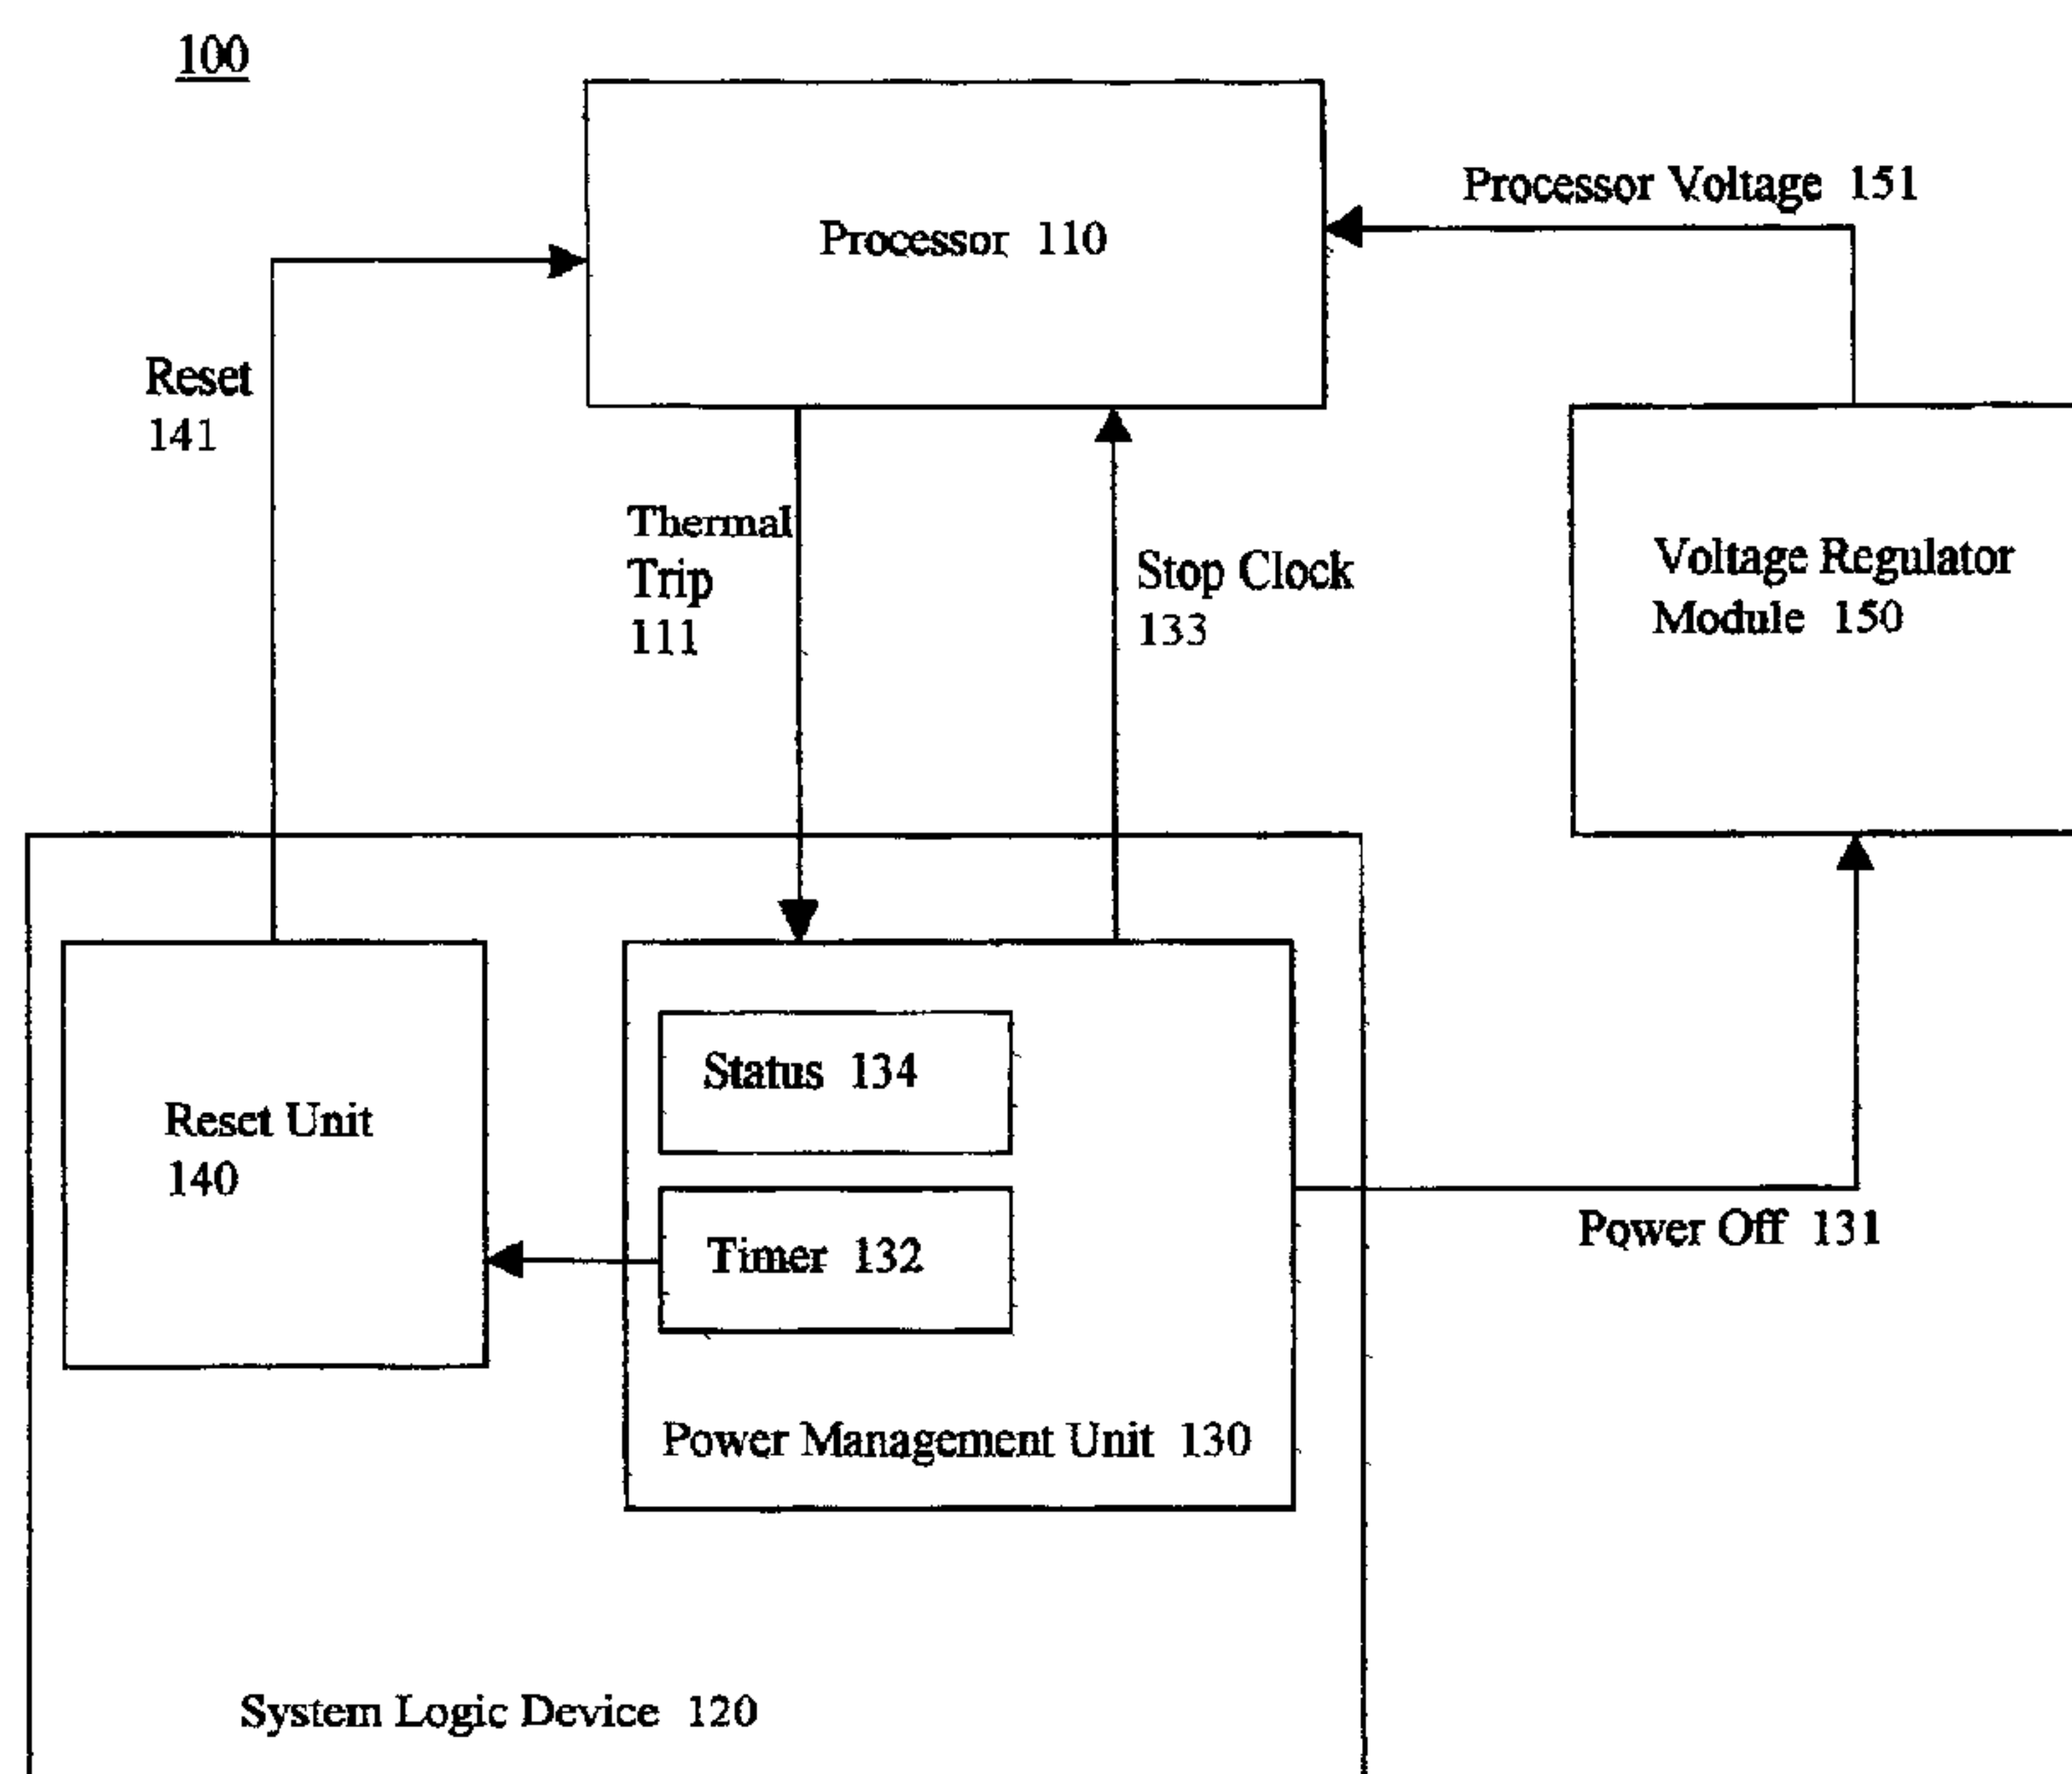 100
Processor 110
Processor Voltage 151
Reset
141
Thermal
Trip
111
Stop Clock
133
Voltage Regulator
Module 150
Status 134
Reset Unit
140
Timer 132
Power Off 131
Power Management Unit 130
System Logic Device 120